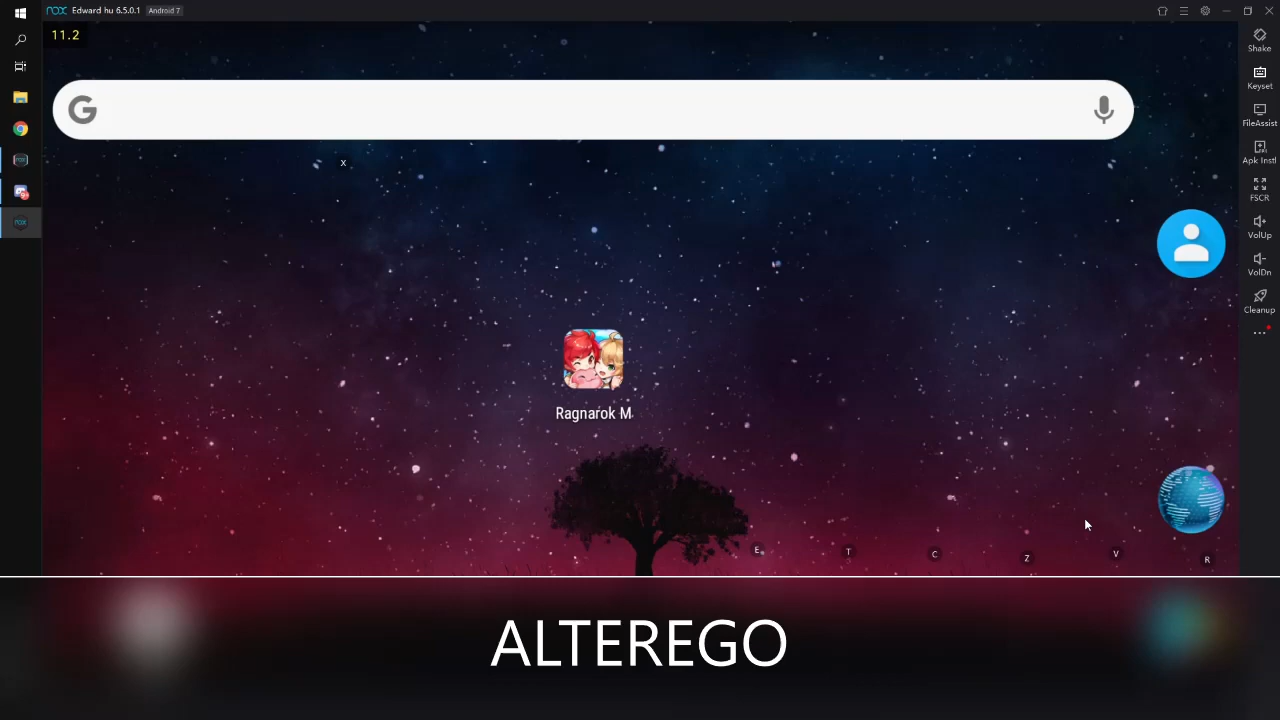 nox Edward hu 6.5.0.1 Android 7
11.2
G
X
Ragnarok M
E T C Z V R
Shake
Keyset
FileAssist
Apk Instl
FSCR
VolUp
VolDn
Cleanup
ALTEREGO